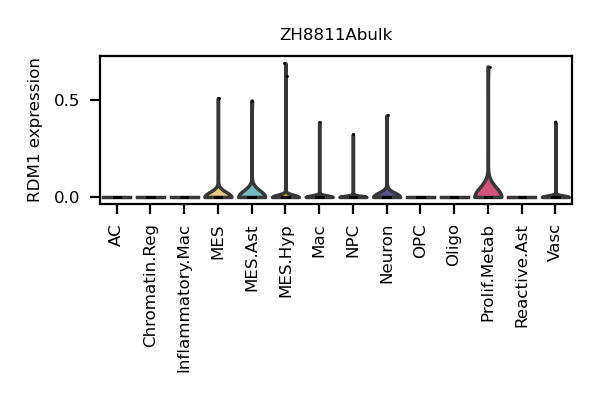 ZH8811Abulk
RDM1 expression
0.5
0.0
AC
Chromatin.Reg
Inflammatory.Mac
MES
MES.Ast
MES.Hyp
Mac
NPC
Neuron
OPC
Oligo
Prolif.Metab
Reactive.Ast
Vasc